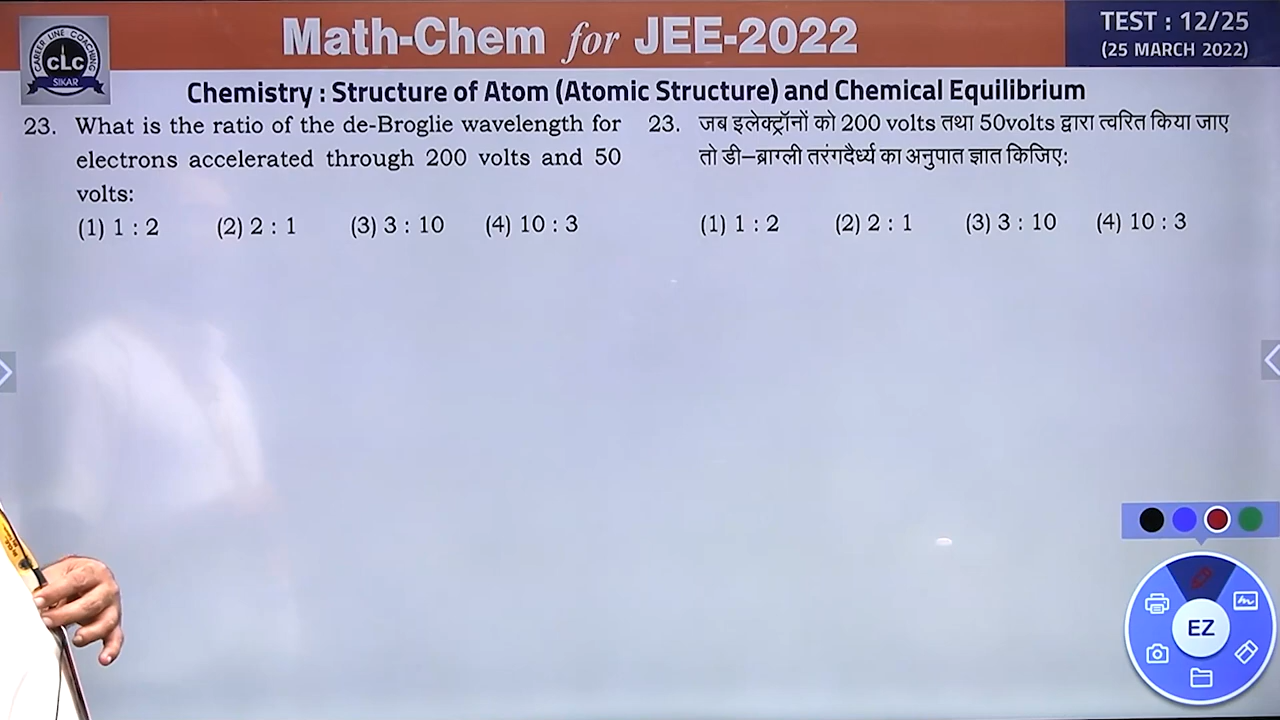 CAREER LINE COACHING
CLC
SIKAR
Math-Chem for JEE-2022
TEST : 12/25
(25 MARCH 2022)
Chemistry : Structure of Atom (Atomic Structure) and Chemical Equilibrium
23. What is the ratio of the de-Broglie wavelength for
electrons accelerated through 200 volts and 50
volts:
(1) 1 : 2 (2) 2 : 1 (3) 3 : 10 (4) 10 : 3
23. जब इलेक्ट्रॉनों को 200 volts तथा 50volts द्वारा त्वरित किया जाए
तो डी–ब्राग्ली तरंगदैर्ध्य का अनुपात ज्ञात किजिए:
(1) 1 : 2 (2) 2 : 1 (3) 3 : 10 (4) 10 : 3
EZ